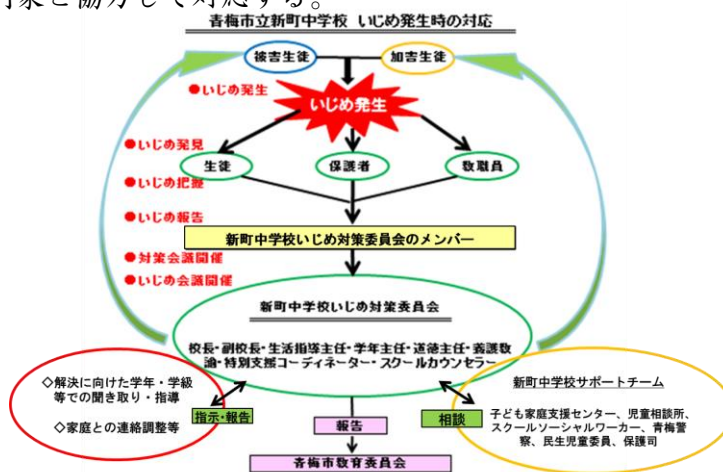 対象と協力して対応する。
青梅市立新町中学校 いじめ発生時の対応
被害生徒
加害生徒
●いじめ発生
いじめ発生
●いじめ発見
生徒
保護者
教職員
●いじめ把握
●いじめ報告
新町中学校いじめ対策委員会のメンバー
●対策会議開催
●いじめ会議開催
新町中学校いじめ対策委員会
校長・副校長・生活指導主任・学年主任・道徳主任・養護教
諭・特別支援コーディネーター・スクールカウンセラー
◇解決に向けた学年・学級
等での聞き取り・指導
◇家庭との連絡調整等
指示・報告
報告
相談
新町中学校サポートチーム
子ども家庭支援センター、児童相談所、
スクールソーシャルワーカー、青梅警
察、民生児童委員、保護司
青梅市教育委員会